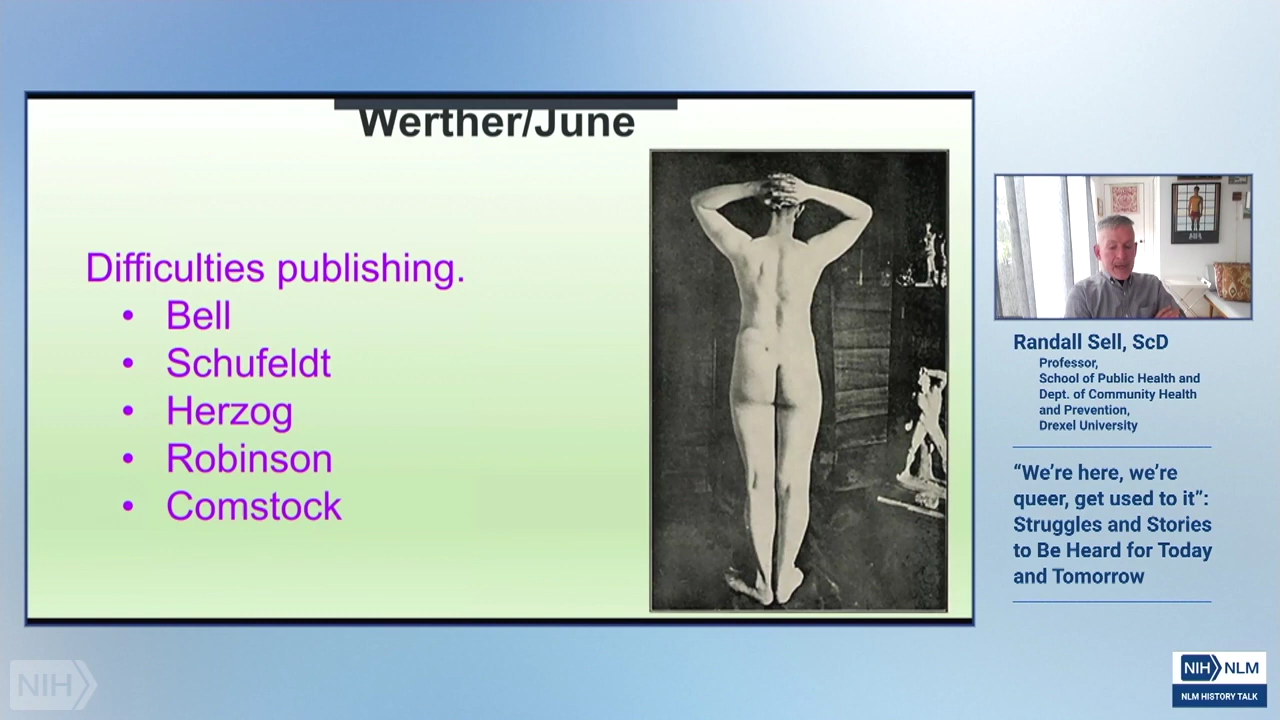 Werther/June
Difficulties publishing.
• Bell
• Schufeldt
• Herzog
• Robinson
• Comstock
Randall Sell, ScD
Professor,
School of Public Health and
Dept. of Community Health
and Prevention,
Drexel University
“We’re here, we’re
queer, get used to it”:
Struggles and Stories
to Be Heard for Today
and Tomorrow
NIH
NIH NLM
NLM HISTORY TALK